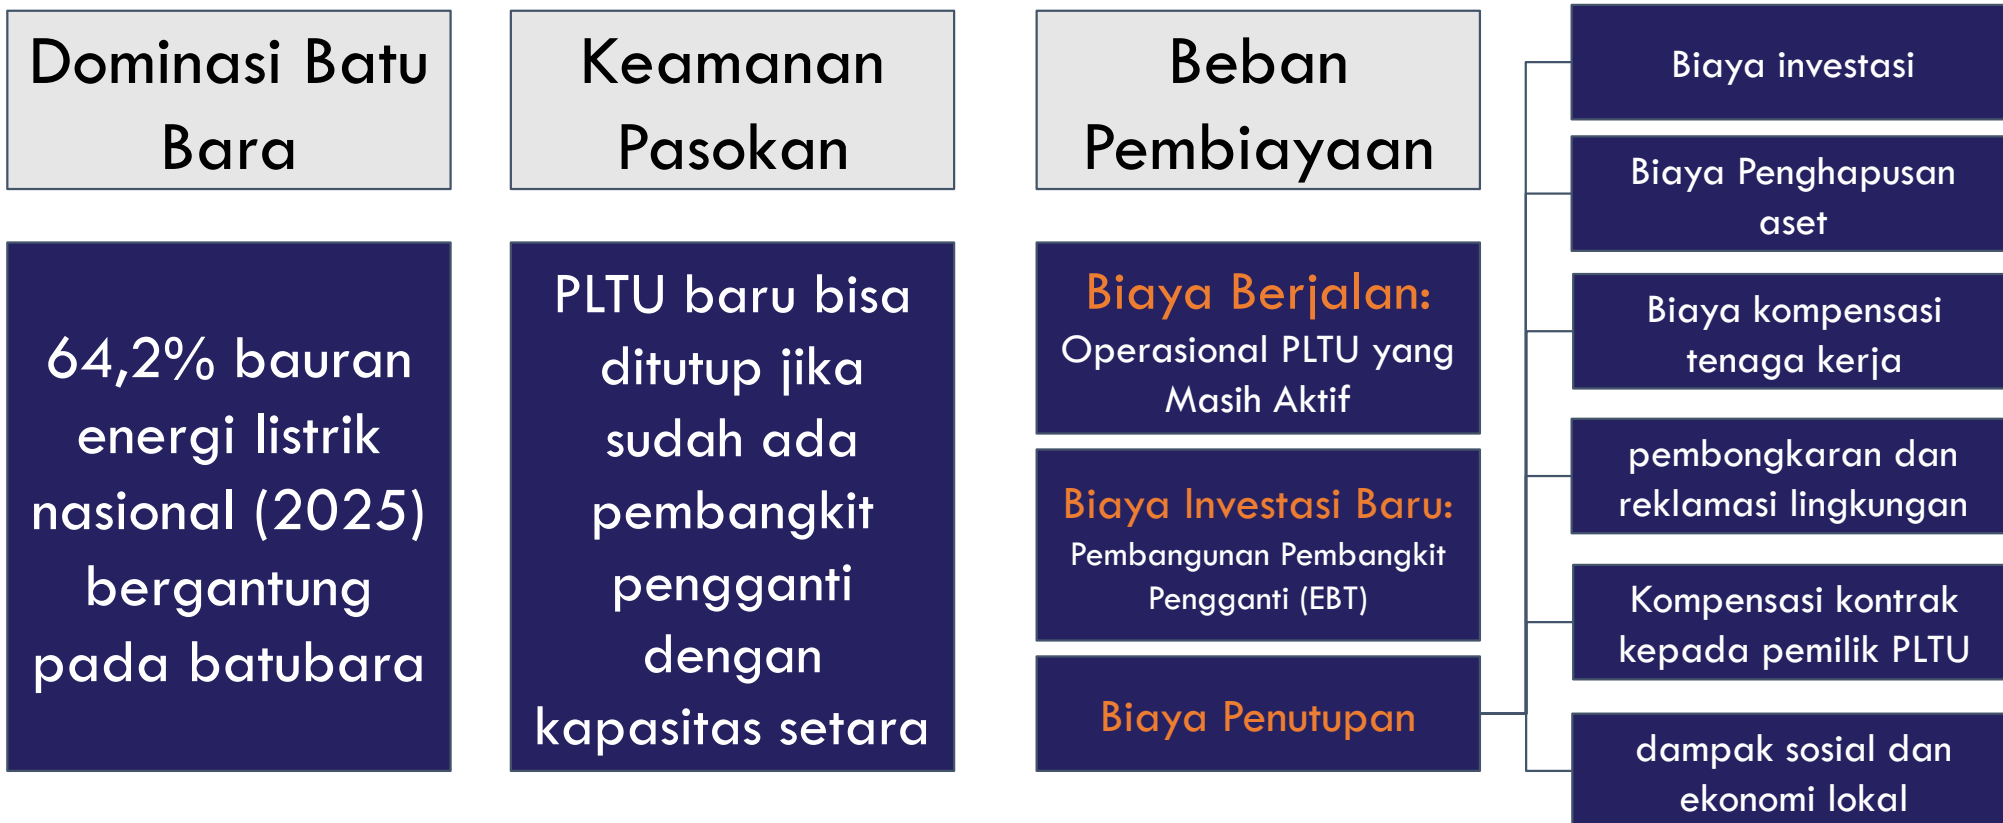 Dominasi Batu
Bara
64,2% bauran
energi listrik
nasional (2025)
bergantung
pada batubara
Keamanan
Pasokan
PLTU baru bisa
ditutup jika
sudah ada
pembangkit
pengganti
dengan
kapasitas setara
Beban
Pembiayaan
Biaya Berjalan:
Operasional PLTU yang
Masih Aktif
Biaya Investasi Baru:
Pembangunan Pembangkit
Pengganti (EBT)
Biaya Penutupan
Biaya investasi
Biaya Penghapusan
aset
Biaya kompensasi
tenaga kerja
pembongkaran dan
reklamasi lingkungan
Kompensasi kontrak
kepada pemilik PLTU
dampak sosial dan
ekonomi lokal